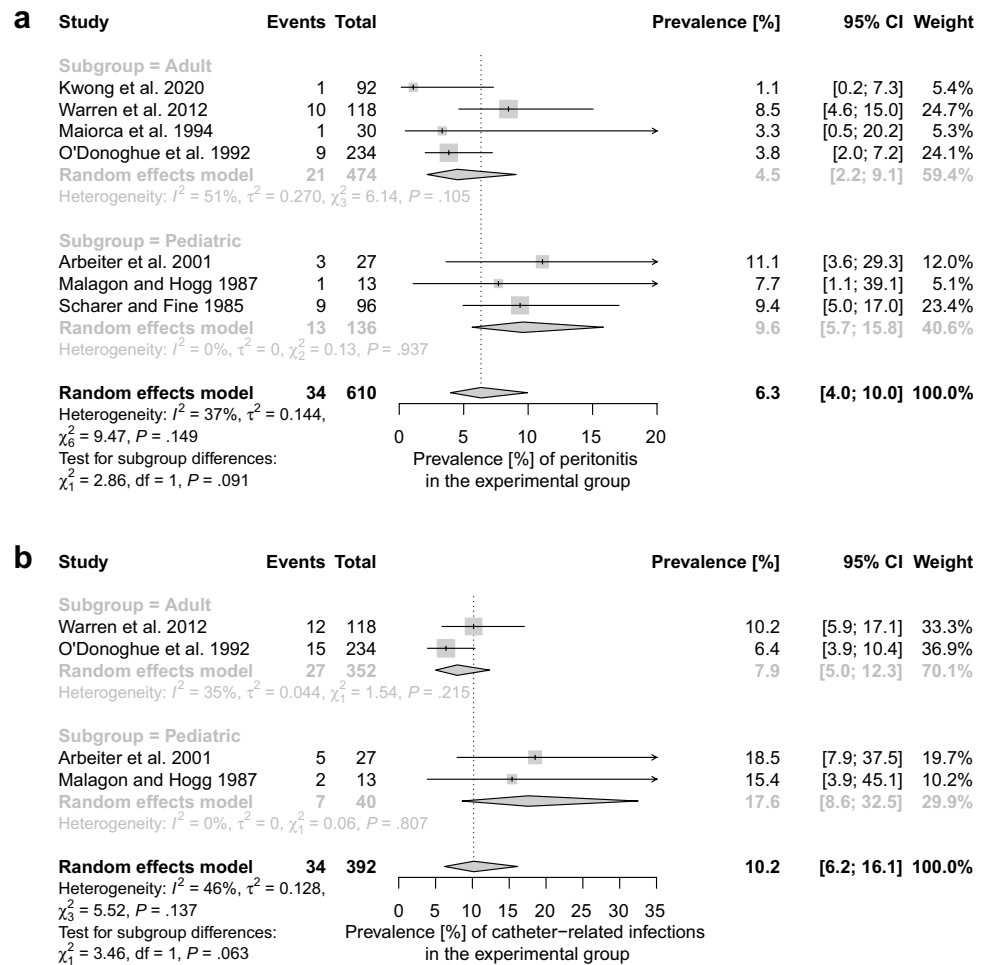 a
Study Events Total Prevalence [%] 95% CI Weight
Subgroup = Adult
Kwong et al. 2020 1 92 1.1 [0.2; 7.3] 5.4%
Warren et al. 2012 10 118 8.5 [4.6; 15.0] 24.7%
Maiorca et al. 1994 1 30 3.3 [0.5; 20.2] 5.3%
O'Donoghue et al. 1992 9 234 3.8 [2.0; 7.2] 24.1%
Random effects model 21 474 4.5 [2.2; 9.1] 59.4%
Heterogeneity: I² = 51%, τ² = 0.270, χ²₃ = 6.14, P = .105
Subgroup = Pediatric
Arbeiter et al. 2001 3 27 11.1 [3.6; 29.3] 12.0%
Malagon and Hogg 1987 1 13 7.7 [1.1; 39.1] 5.1%
Scharer and Fine 1985 9 96 9.4 [5.0; 17.0] 23.4%
Random effects model 13 136 9.6 [5.7; 15.8] 40.6%
Heterogeneity: I² = 0%, τ² = 0, χ²₂ = 0.13, P = .937
Random effects model 34 610 6.3 [4.0; 10.0] 100.0%
Heterogeneity: I² = 37%, τ² = 0.144,
χ²₆ = 9.47, P = .149
Test for subgroup differences:
χ²₁ = 2.86, df = 1, P = .091
0 5 10 15 20
Prevalence [%] of peritonitis
in the experimental group
b
Study Events Total Prevalence [%] 95% CI Weight
Subgroup = Adult
Warren et al. 2012 12 118 10.2 [5.9; 17.1] 33.3%
O'Donoghue et al. 1992 15 234 6.4 [3.9; 10.4] 36.9%
Random effects model 27 352 7.9 [5.0; 12.3] 70.1%
Heterogeneity: I² = 35%, τ² = 0.044, χ²₁ = 1.54, P = .215
Subgroup = Pediatric
Arbeiter et al. 2001 5 27 18.5 [7.9; 37.5] 19.7%
Malagon and Hogg 1987 2 13 15.4 [3.9; 45.1] 10.2%
Random effects model 7 40 17.6 [8.6; 32.5] 29.9%
Heterogeneity: I² = 0%, τ² = 0, χ²₁ = 0.06, P = .807
Random effects model 34 392 10.2 [6.2; 16.1] 100.0%
Heterogeneity: I² = 46%, τ² = 0.128,
χ²₃ = 5.52, P = .137
Test for subgroup differences:
χ²₁ = 3.46, df = 1, P = .063
0 5 10 15 20 25 30 35
Prevalence [%] of catheter−related infections
in the experimental group